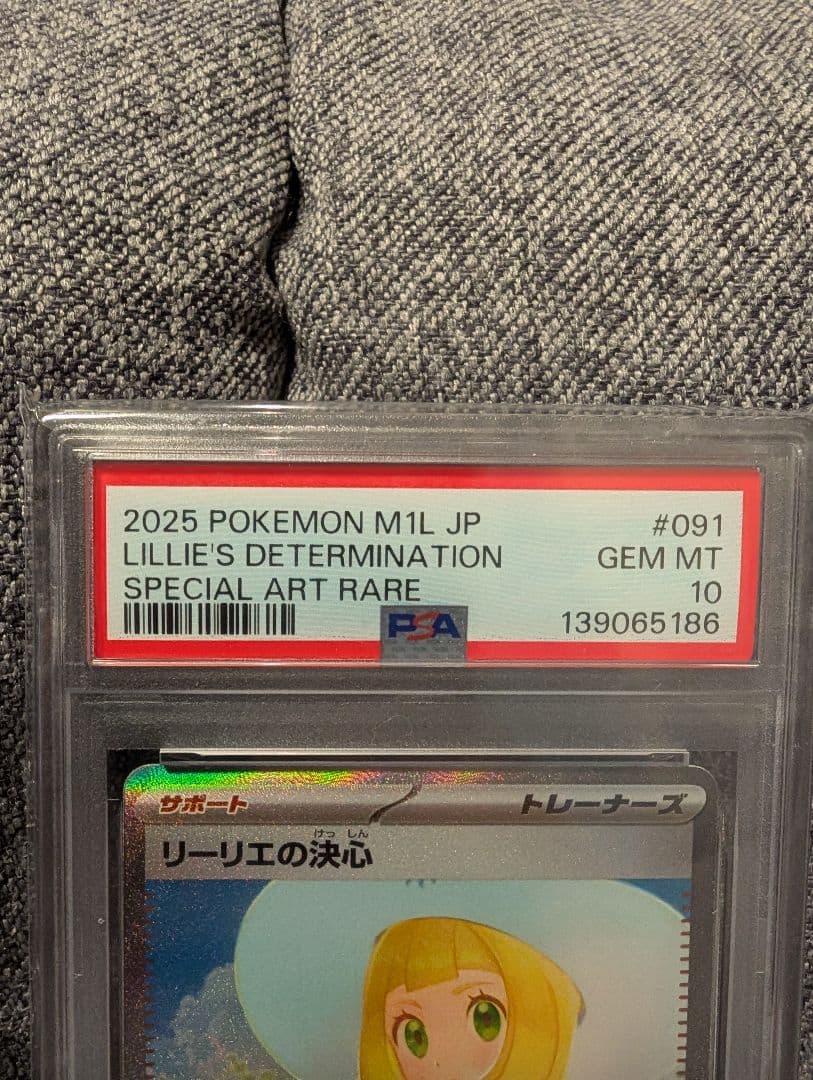 2025 POKEMON M1L JP #091
LILLIE'S DETERMINATION GEM MT
SPECIAL ART RARE 10
PSA 139065186
サポート トレーナーズ
けっ しん
リーリエの決心